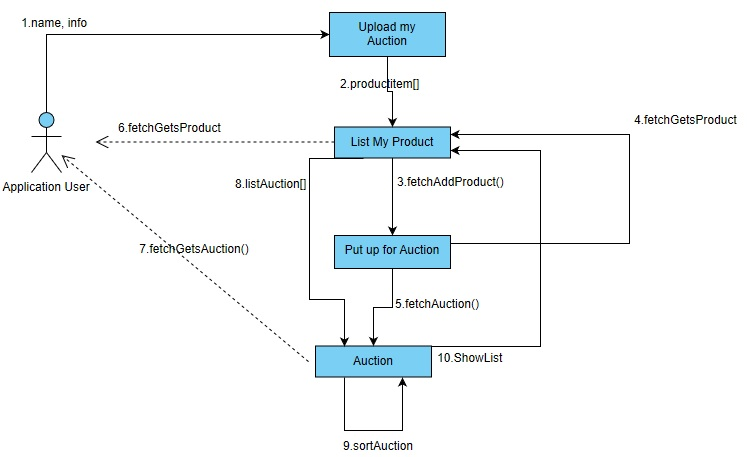 1.name, info
Upload my
Auction
2.productitem[]
4.fetchGetsProduct
6.fetchGetsProduct
List My Product
Application User
8.listAuction[]
3.fetchAddProduct()
7.fetchGetsAuction()
Put up for Auction
5.fetchAuction()
Auction
10.ShowList
9.sortAuction